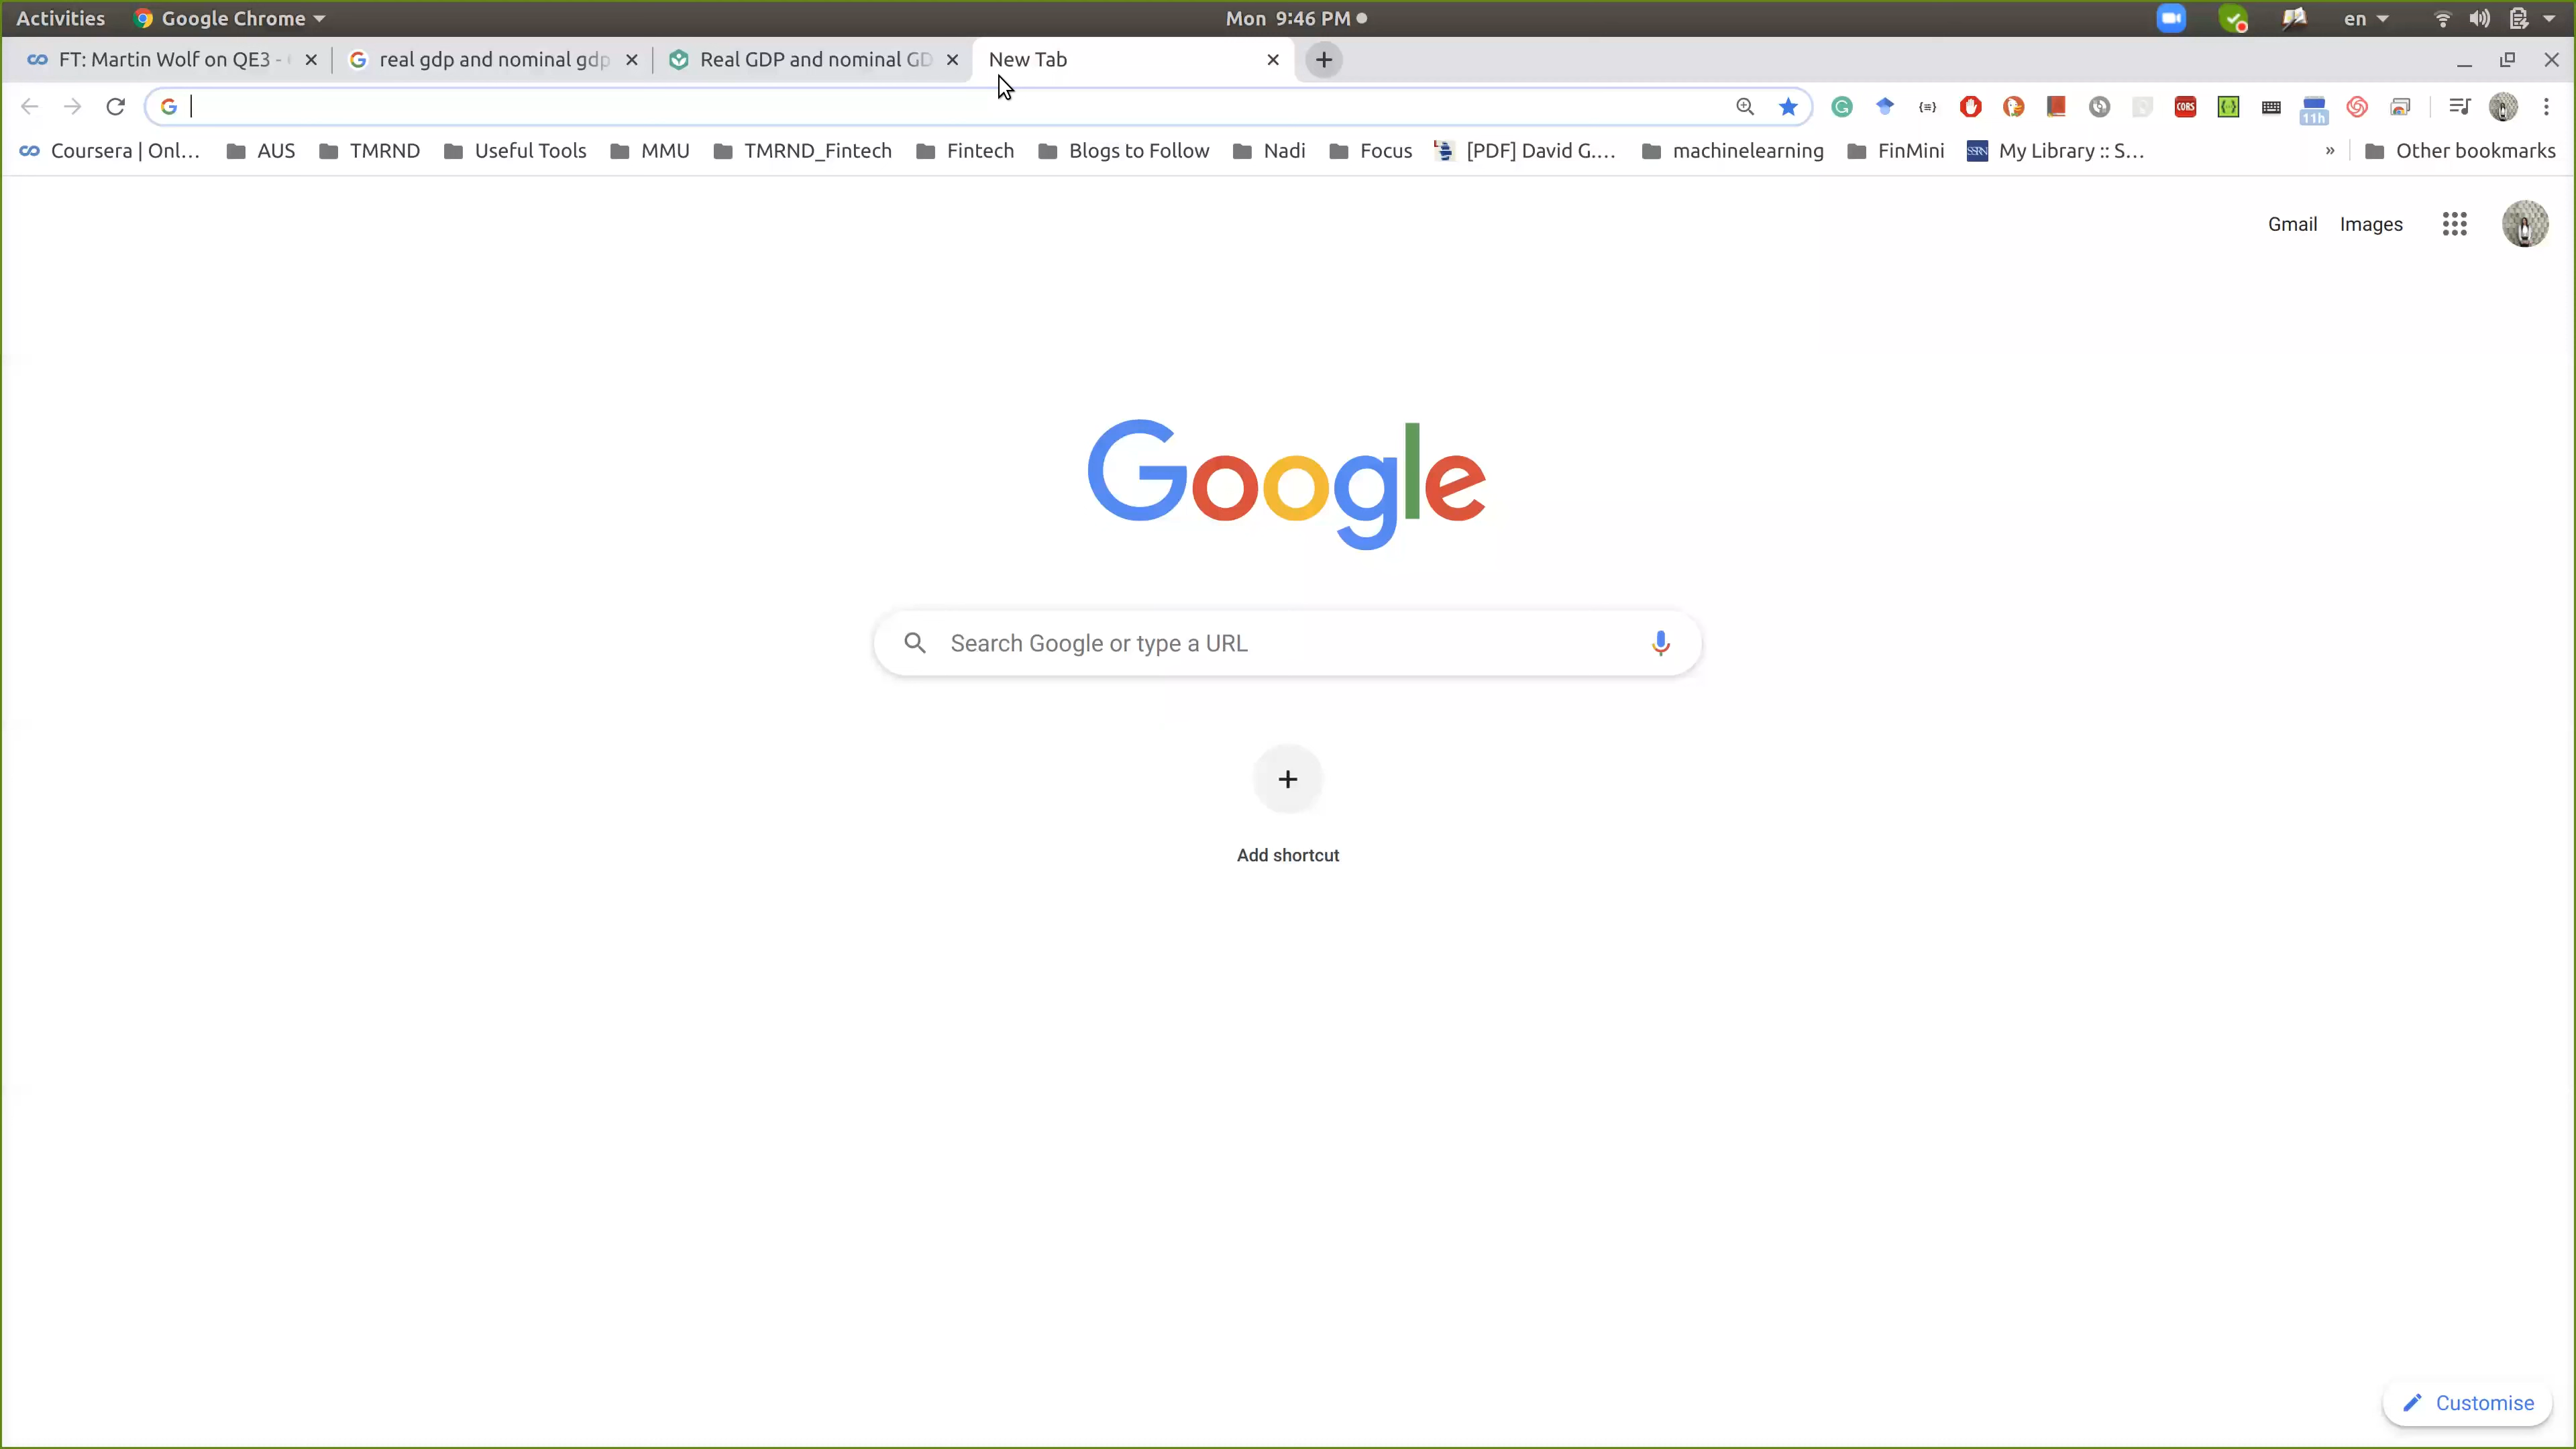 Activities Google Chrome Mon 9:46 PM en
FT: Martin Wolf on QE3 - real gdp and nominal gdp Real GDP and nominal GD New Tab
Coursera | Onl... AUS TMRND Useful Tools MMU TMRND_Fintech Fintech Blogs to Follow Nadi Focus [PDF] David G.... machinelearning FinMini SSRN My Library :: S... » Other bookmarks
CORS 11h
Gmail Images
Google
Search Google or type a URL
Add shortcut
Customise